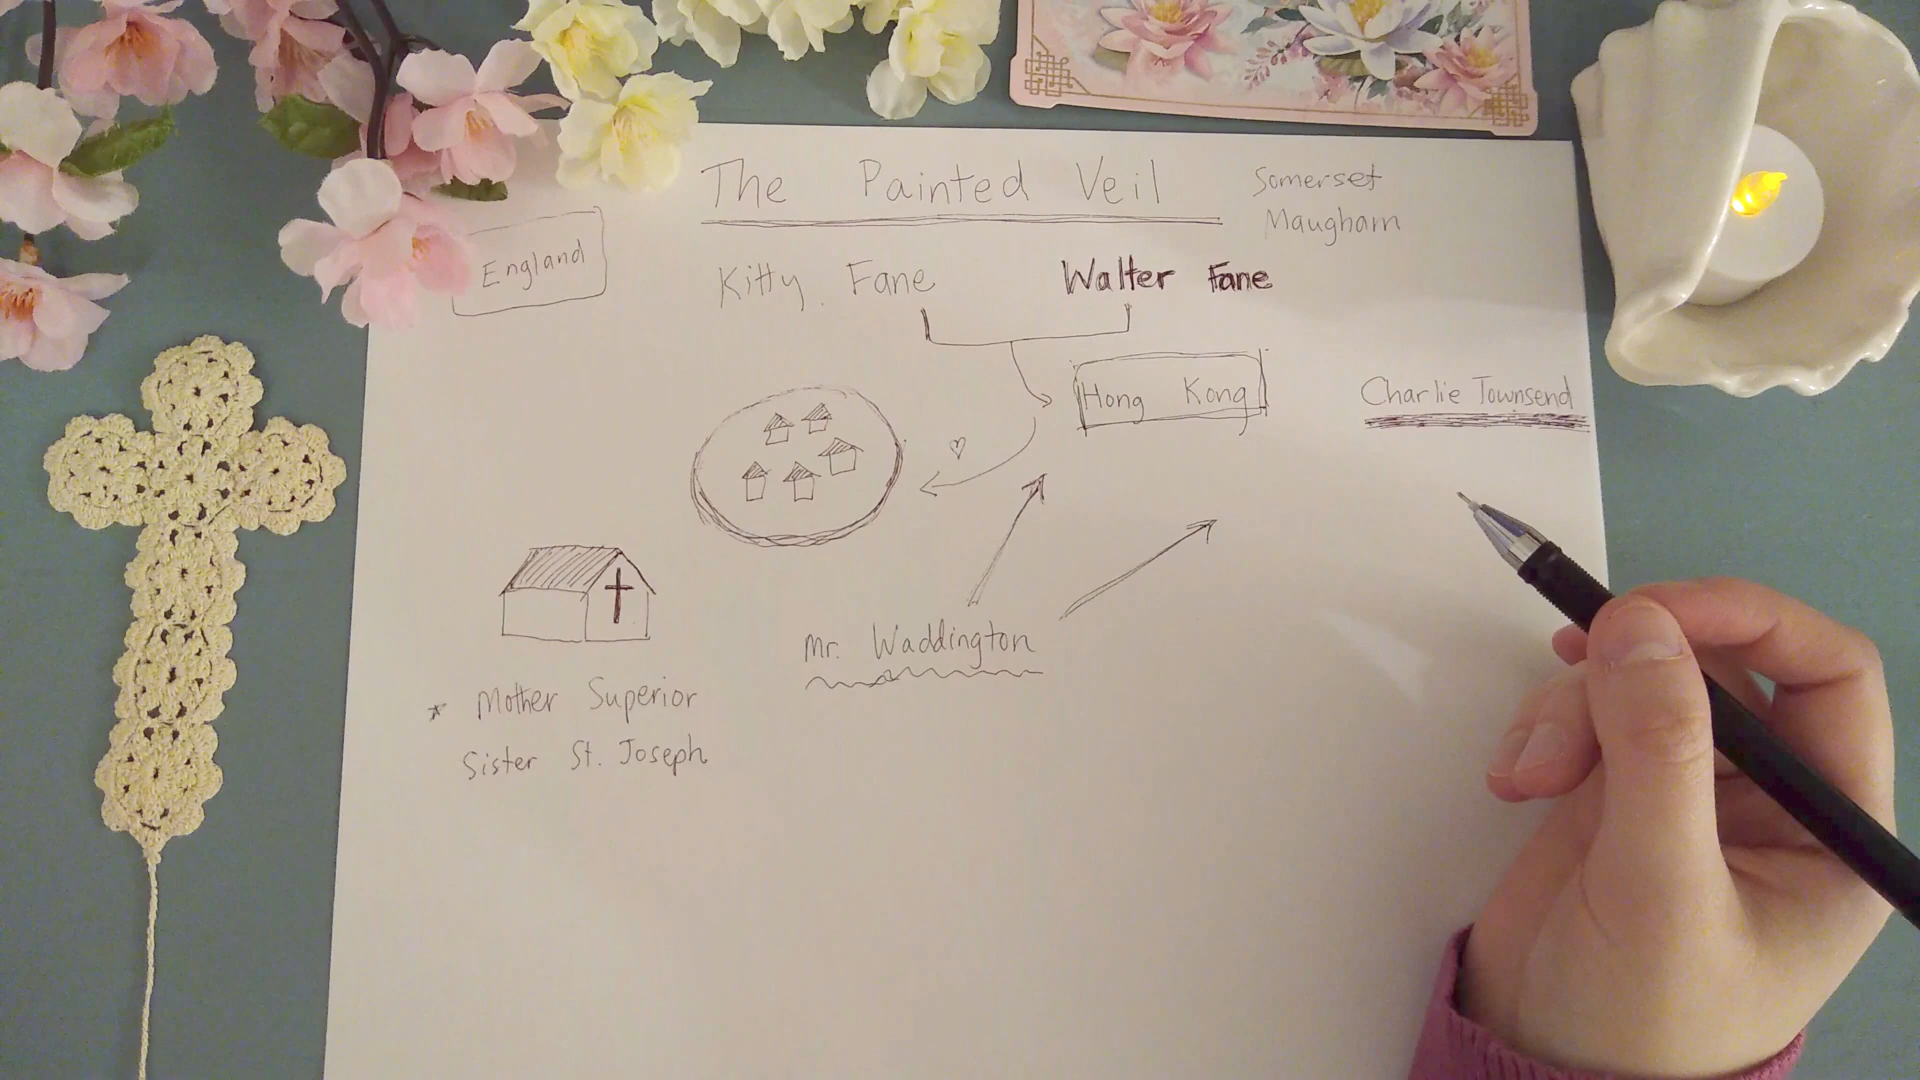 The Painted Veil
Somerset
Maugham
England
Kitty Fane
Walter Fane
Hong Kong
Charlie Townsend
Mr. Waddington
* Mother Superior
Sister St. Joseph